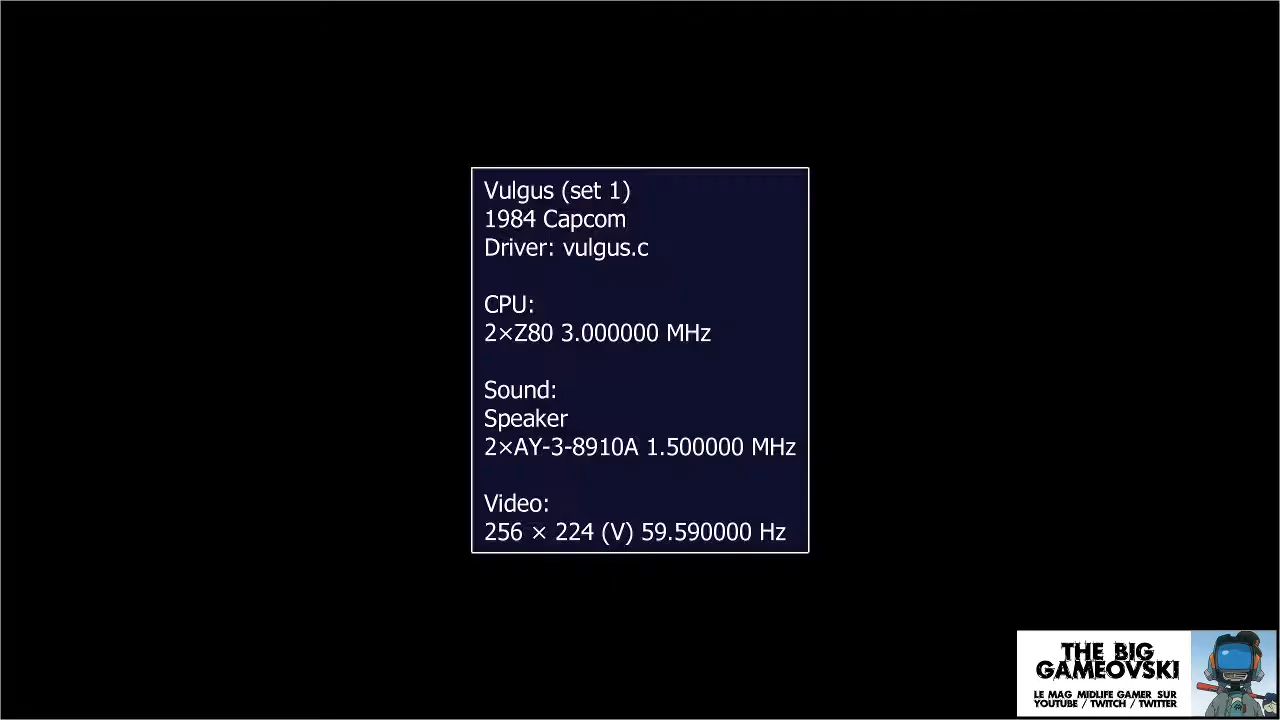 Vulgus (set 1)
1984 Capcom
Driver: vulgus.c
CPU:
2×Z80 3.000000 MHz
Sound:
Speaker
2×AY-3-8910A 1.500000 MHz
Video:
256 × 224 (V) 59.590000 Hz
THE BIG
GAMEOVSKI
LE MAG MIDLIFE GAMER SUR
YOUTUBE / TWITCH / TWITTER